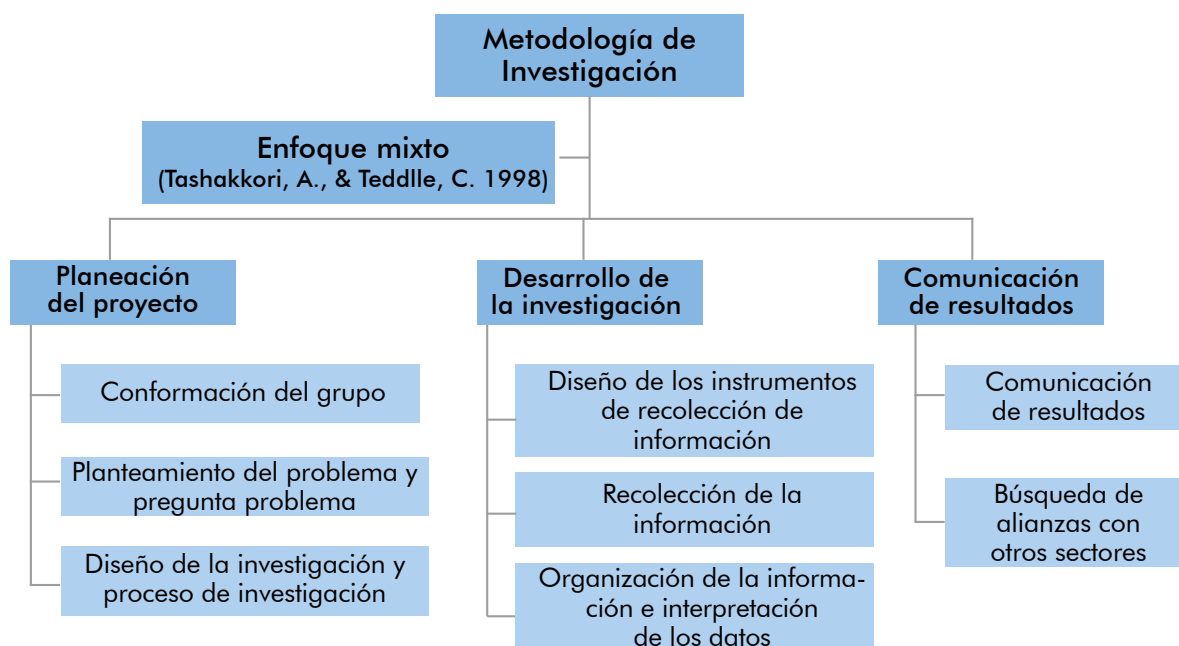 Metodología de
Investigación
Enfoque mixto
(Tashakkori, A., & Teddlle, C. 1998)
Planeación
del proyecto
Conformación del grupo
Planteamiento del problema y
pregunta problema
Diseño de la investigación y
proceso de investigación
Desarrollo de
la investigación
Diseño de los instrumentos
de recolección de
información
Recolección de la
información
Organización de la informa-
ción e interpretación
de los datos
Comunicación
de resultados
Comunicación
de resultados
Búsqueda de
alianzas con
otros sectores